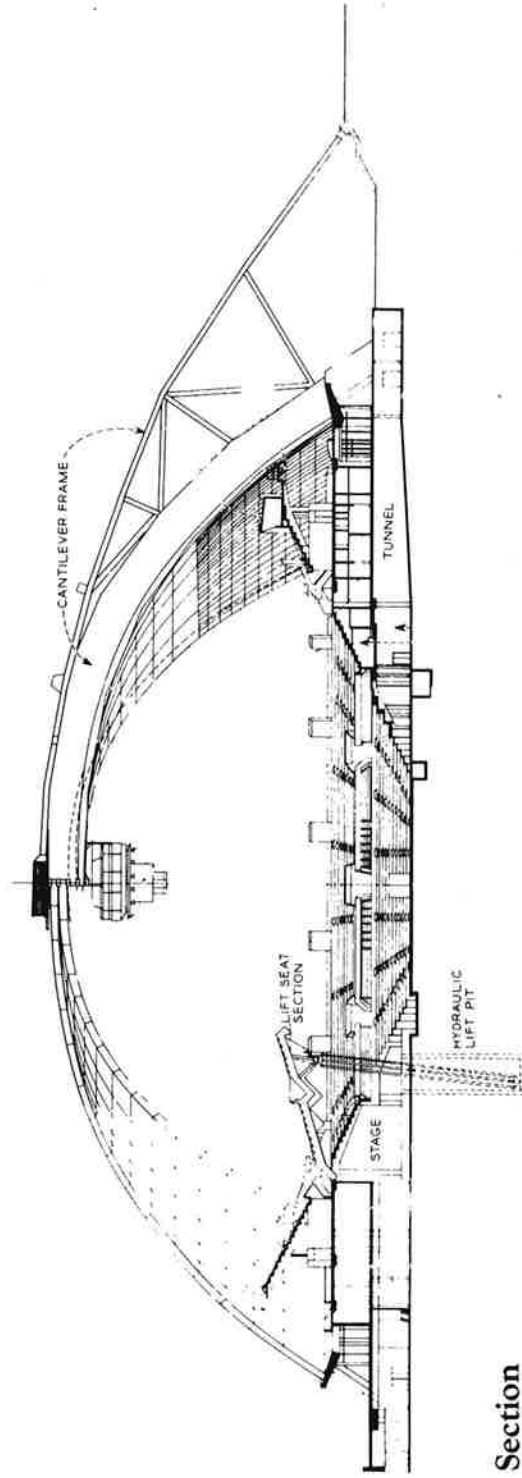 CANTILEVER FRAME
LIFT SEAT
SECTION
STAGE
HYDRAULIC
LIFT PIT
A
A
TUNNEL
Section